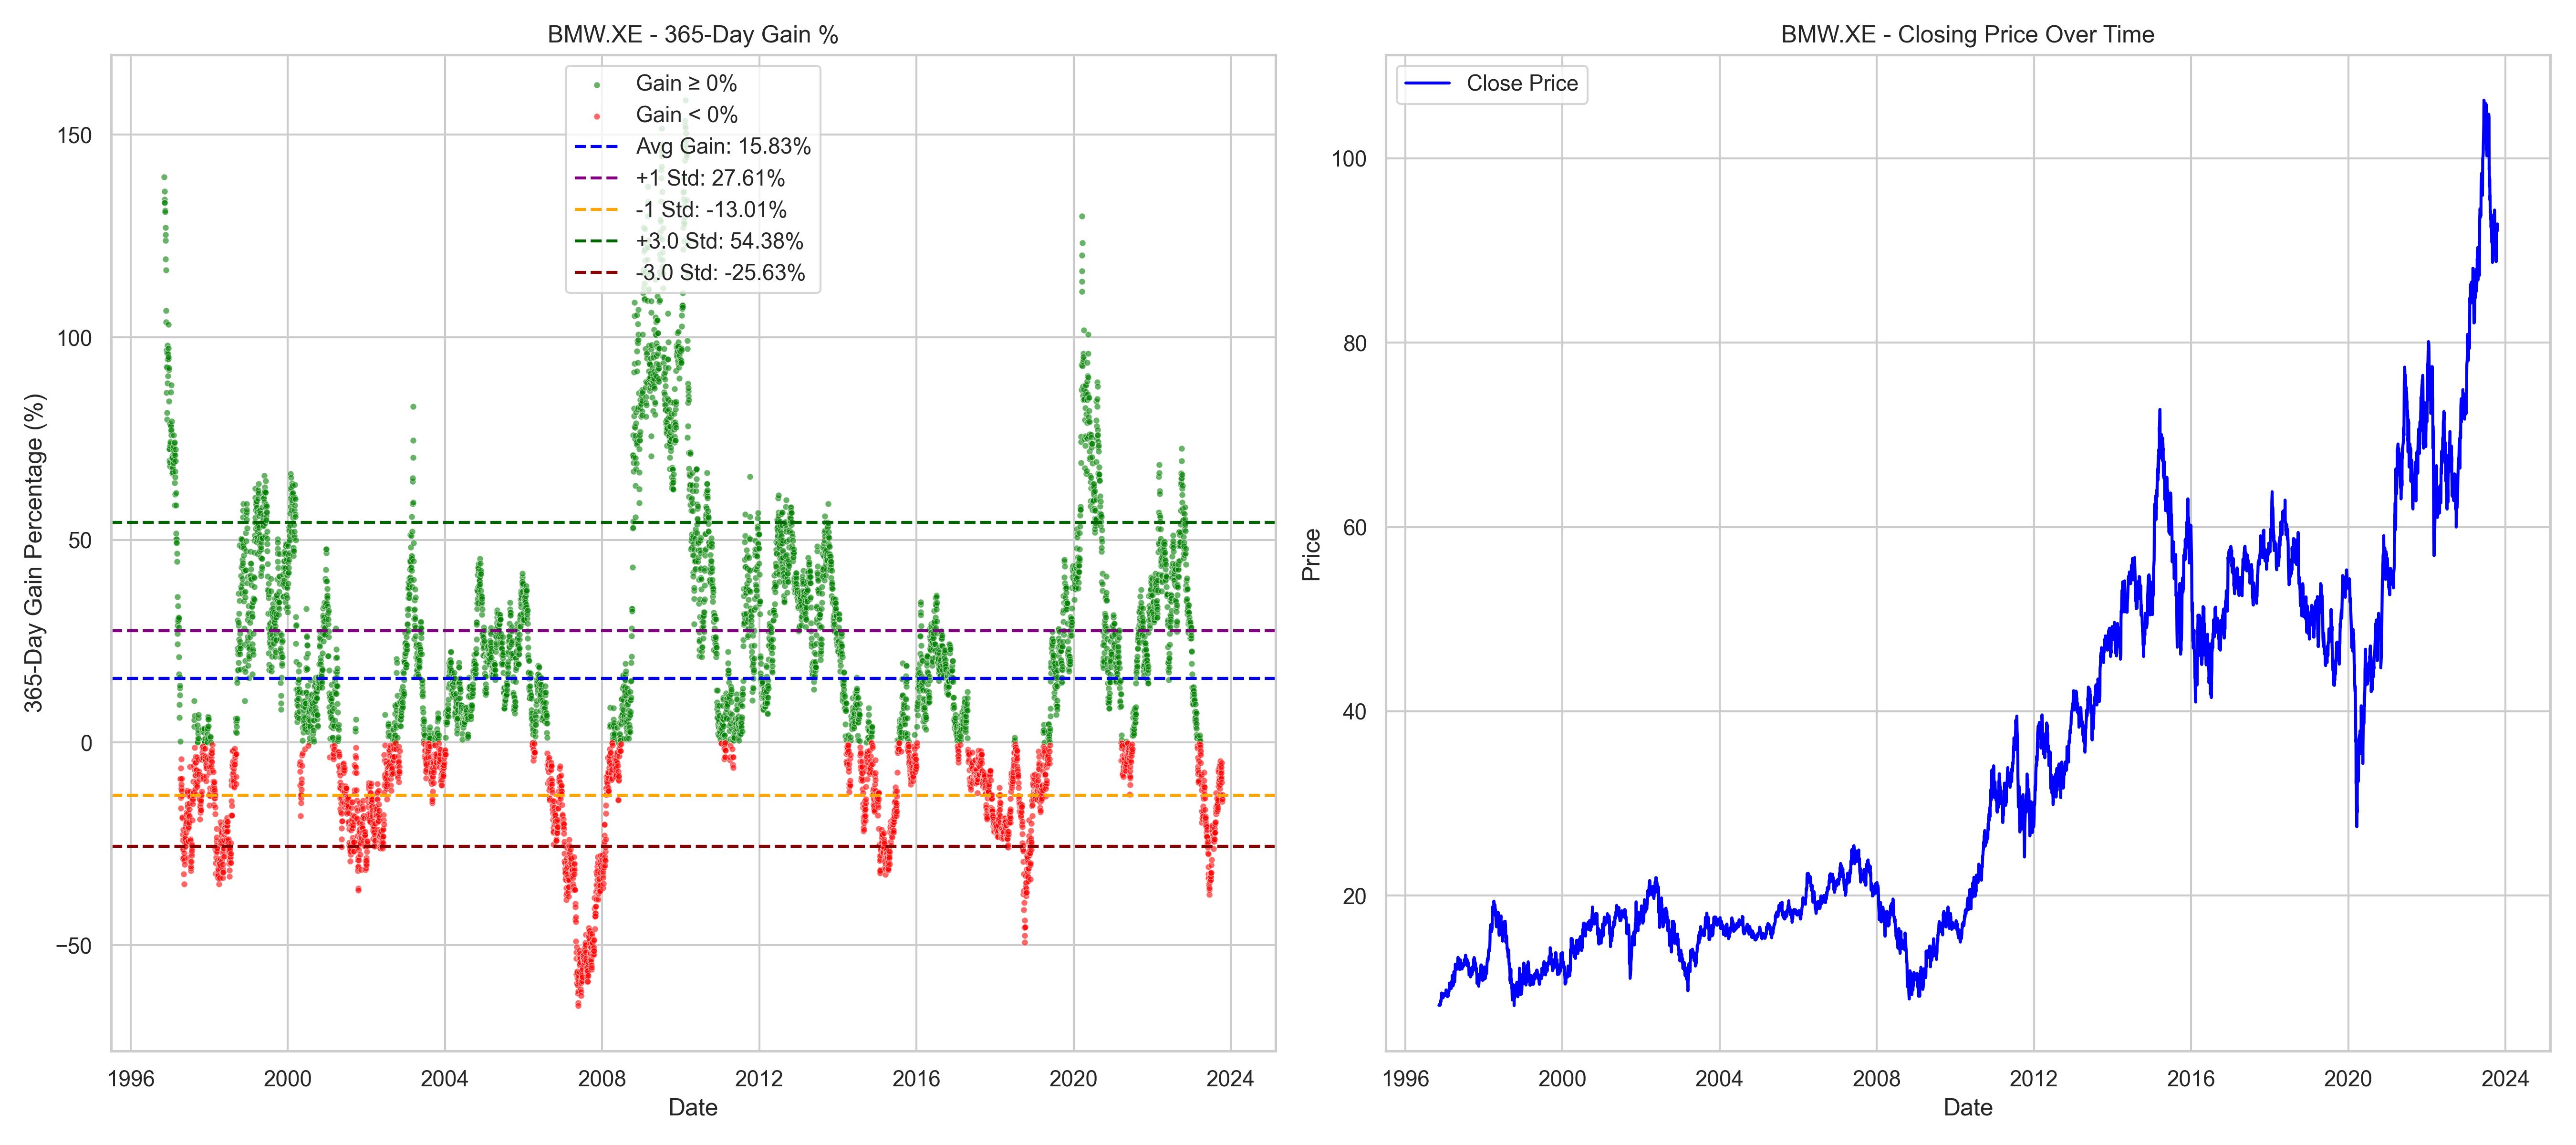 BMW.XE - 365-Day Gain %
Gain ≥ 0%
Gain < 0%
Avg Gain: 15.83%
+1 Std: 27.61%
-1 Std: -13.01%
+3.0 Std: 54.38%
-3.0 Std: -25.63%
365-Day Gain Percentage (%)
150
100
50
0
−50
1996 2000 2004 2008 2012 2016 2020 2024
Date
BMW.XE - Closing Price Over Time
Close Price
Price
100
80
60
40
20
1996 2000 2004 2008 2012 2016 2020 2024
Date